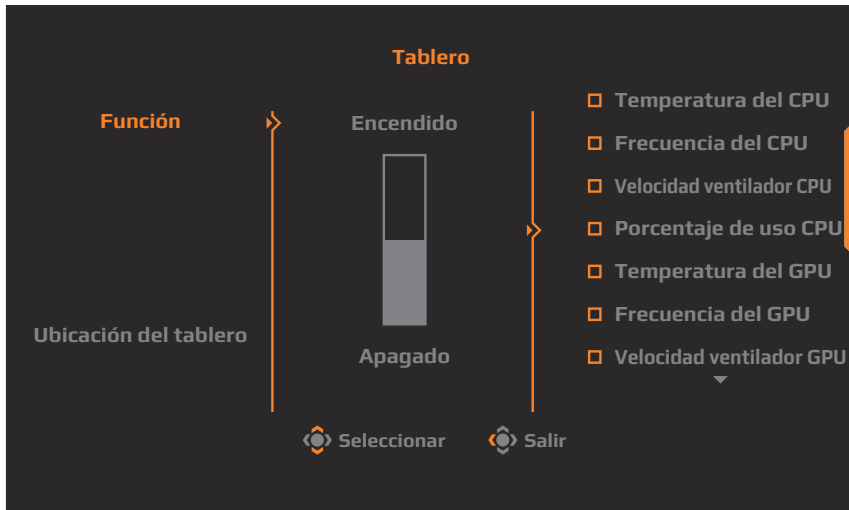 Tablero
Función
Ubicación del tablero
Encendido
Apagado
Temperatura del CPU
Frecuencia del CPU
Velocidad ventilador CPU
Porcentaje de uso CPU
Temperatura del GPU
Frecuencia del GPU
Velocidad ventilador GPU
Seleccionar
Salir